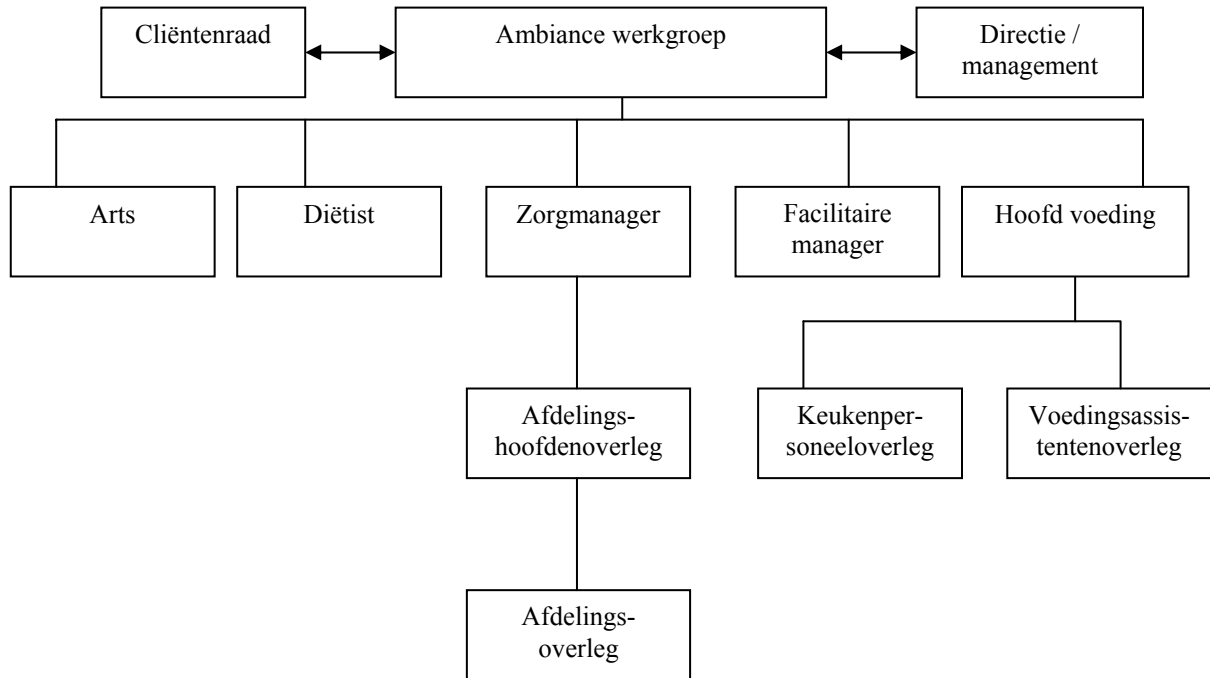 Cliëntenraad
Ambiance werkgroep
Directie /
management
Arts
Diëtist
Zorgmanager
Facilitaire
manager
Hoofd voeding
Afdelings-
hoofdenoverleg
Keukenper-
soneeloverleg
Voedingsassis-
tentenoverleg
Afdelings-
overleg